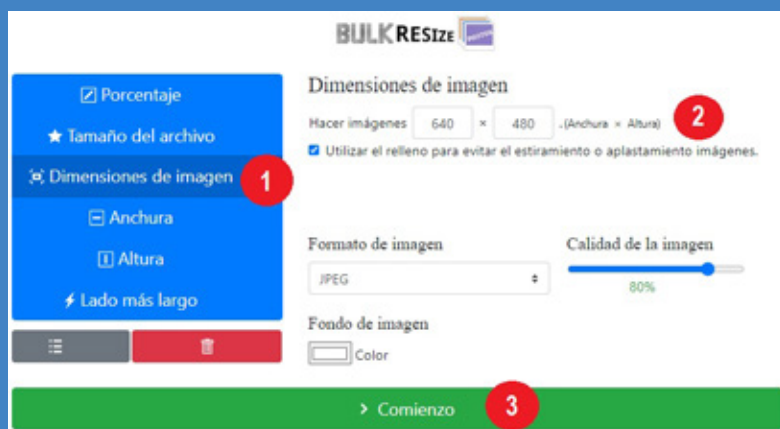 BULKRESIZE
Porcentaje
Tamaño del archivo
Dimensiones de imagen
1
Anchura
Altura
Lado más largo
Dimensiones de imagen
Hacer imágenes 640 × 480 .(Anchura × Altura)
2
Utilizar el relleno para evitar el estiramiento o aplastamiento imágenes.
Formato de imagen
JPEG
Calidad de la imagen
80%
Fondo de imagen
Color
Comienzo
3